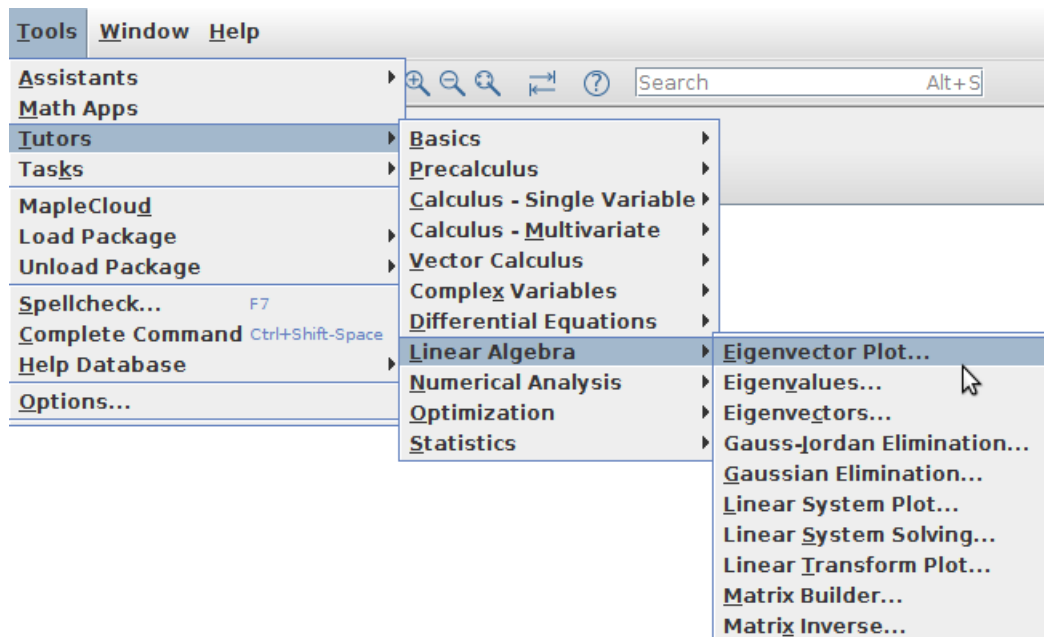 Tools Window Help
Search Alt+S
Assistants
Math Apps
Tutors
Tasks
MapleCloud
Load Package
Unload Package
Spellcheck... F7
Complete Command Ctrl+Shift-Space
Help Database
Options...
Basics
Precalculus
Calculus - Single Variable
Calculus - Multivariate
Vector Calculus
Complex Variables
Differential Equations
Linear Algebra
Numerical Analysis
Optimization
Statistics
Eigenvector Plot...
Eigenvalues...
Eigenvectors...
Gauss-Jordan Elimination...
Gaussian Elimination...
Linear System Plot...
Linear System Solving...
Linear Transform Plot...
Matrix Builder...
Matrix Inverse...